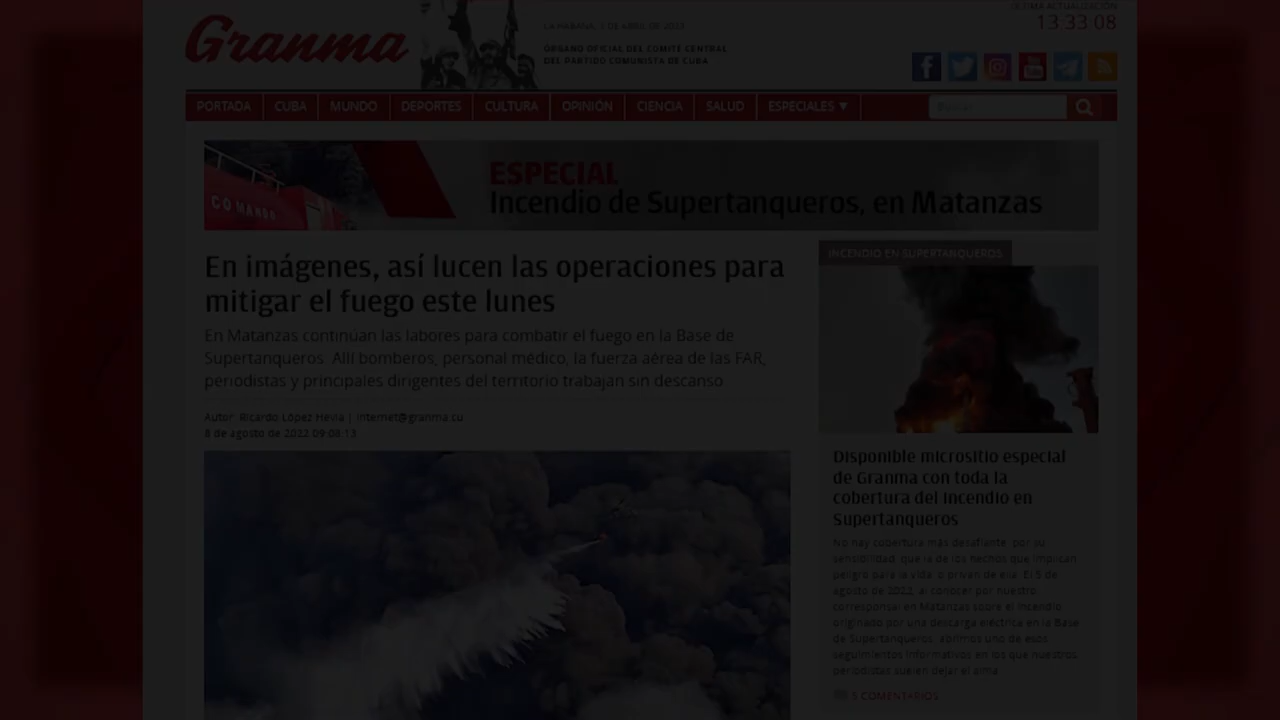 ÚLTIMA ACTUALIZACIÓN
13:33:08
Granma
LA HABANA,
ÓRGANO OFICIAL DEL COMITÉ CENTRAL
DEL PARTIDO COMUNISTA DE CUBA
PORTADA CUBA MUNDO DEPORTES CULTURA OPINIÓN CIENCIA SALUD ESPECIALES ▼ Buscar
COMANDO
ESPECIAL
Incendio de Supertanqueros, en Matanzas
En imágenes, así lucen las operaciones para
mitigar el fuego este lunes
En Matanzas continúan las labores para combatir el fuego en la Base de
Supertanqueros. Allí bomberos, personal médico, la fuerza aérea de las FAR,
periodistas y principales dirigentes del territorio trabajan sin descanso
Autor: Ricardo López Hevia | internet@granma.cu
8 de agosto de 2022 09:08:13
INCENDIO EN SUPERTANQUEROS
Disponible micrositio especial
de Granma con toda la
cobertura del Incendio en
Supertanqueros
No hay cobertura más desafiante, por su
sensibilidad, que la de los hechos que implican
peligro para la vida, o privan de ella. El 5 de
agosto de 2022, al conocer por nuestro
corresponsal en Matanzas sobre el incendio
originado por una descarga eléctrica en la Base
de Supertanqueros, abrimos uno de esos
seguimientos informativos en los que nuestros
periodistas suelen dejar el alma
5 COMENTARIOS